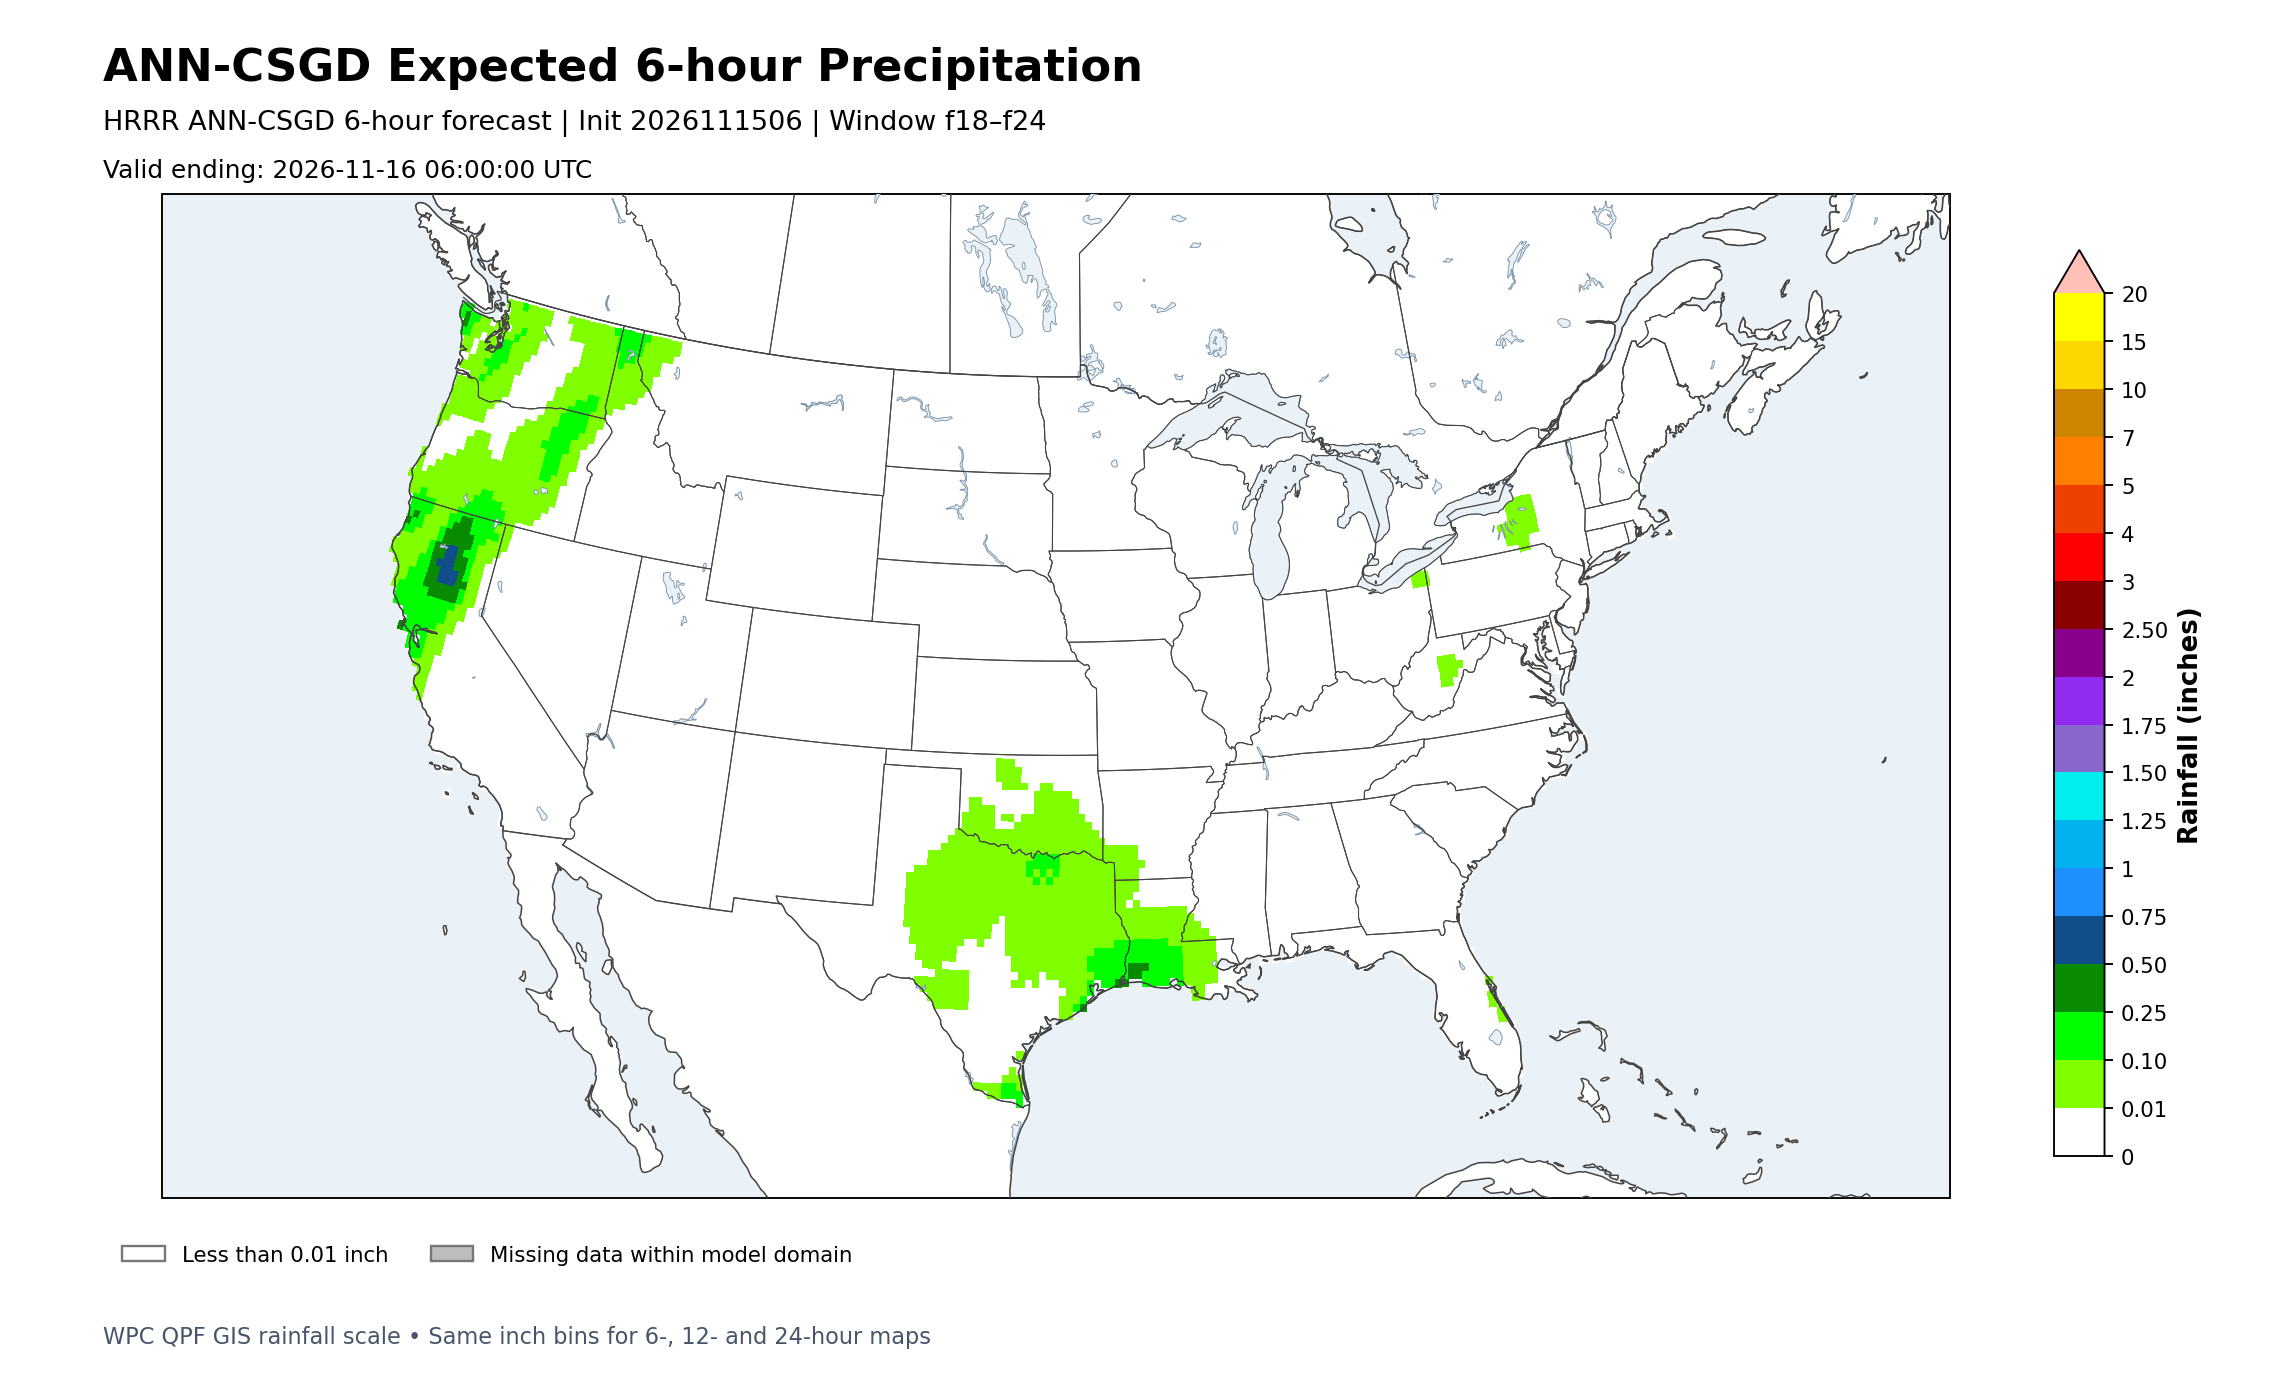 ANN-CSGD Expected 6-hour Precipitation
HRRR ANN-CSGD 6-hour forecast | Init 2026111506 | Window f18–f24
Valid ending: 2026-11-16 06:00:00 UTC
20
15
10
7
5
4
3
2.50
2
1.75
1.50
1.25
1
0.75
0.50
0.25
0.10
0.01
0
Rainfall (inches)
Less than 0.01 inch
Missing data within model domain
WPC QPF GIS rainfall scale • Same inch bins for 6-, 12- and 24-hour maps